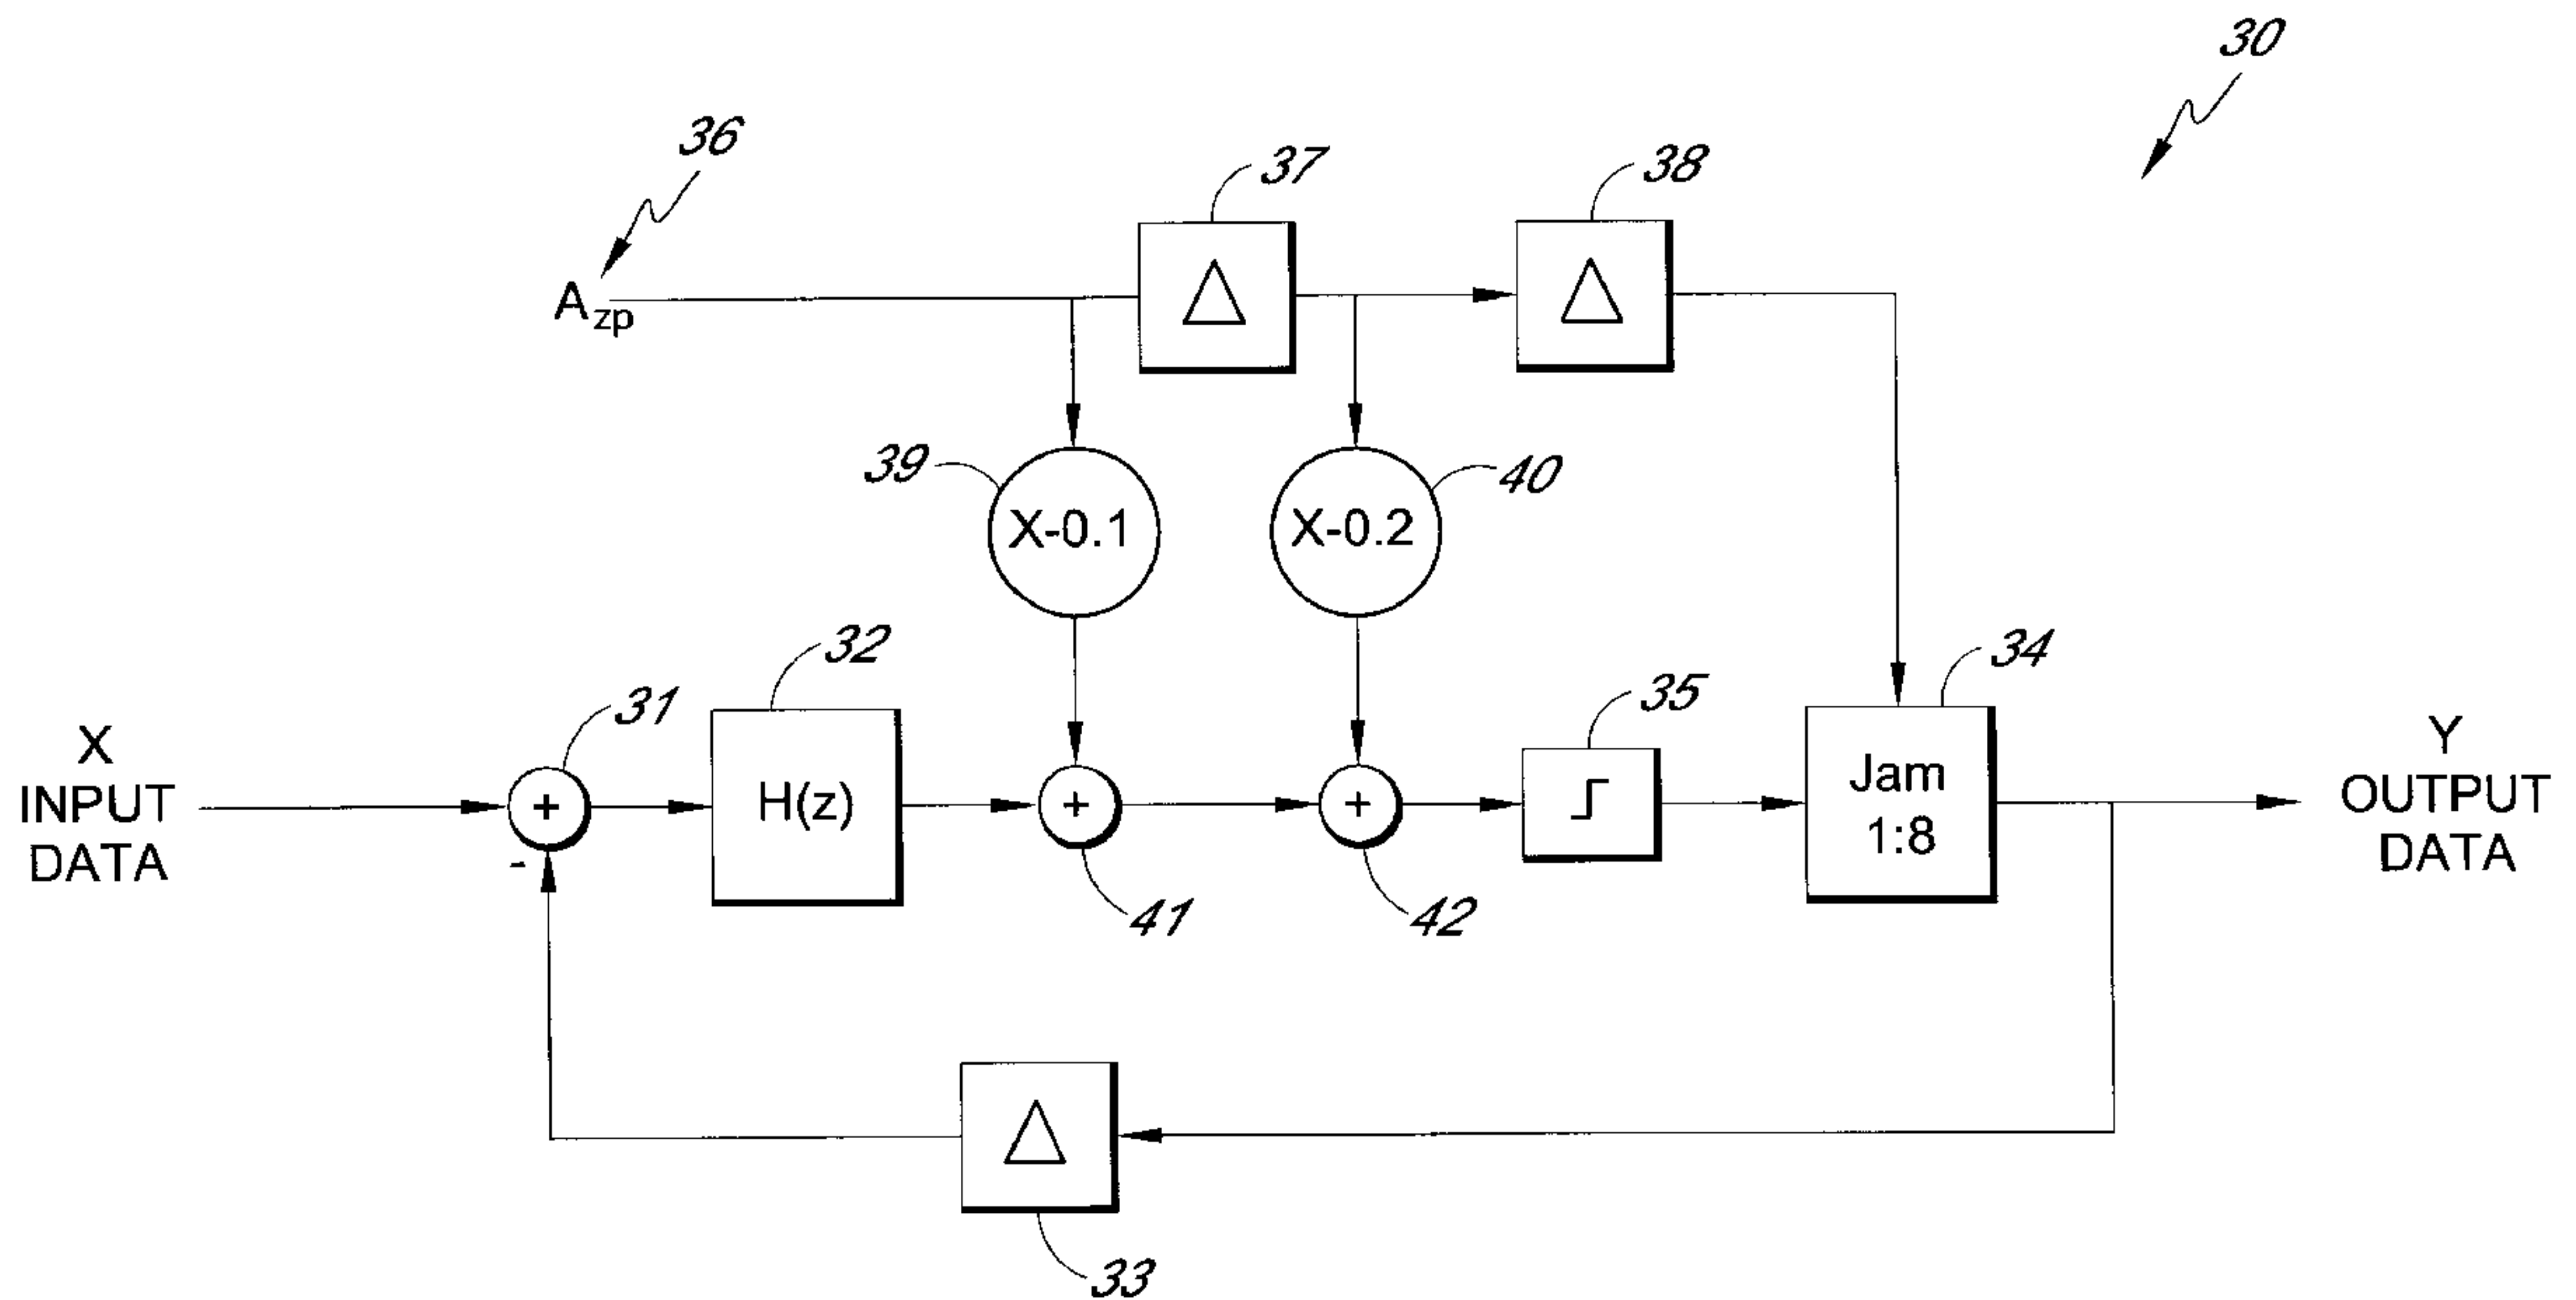 30
36
37
38
A zp
39
X-0.1
40
X-0.2
32
31
35
34
X
INPUT
DATA
+
-
H(z)
+
+
Jam
1:8
Y
OUTPUT
DATA
41
42
33